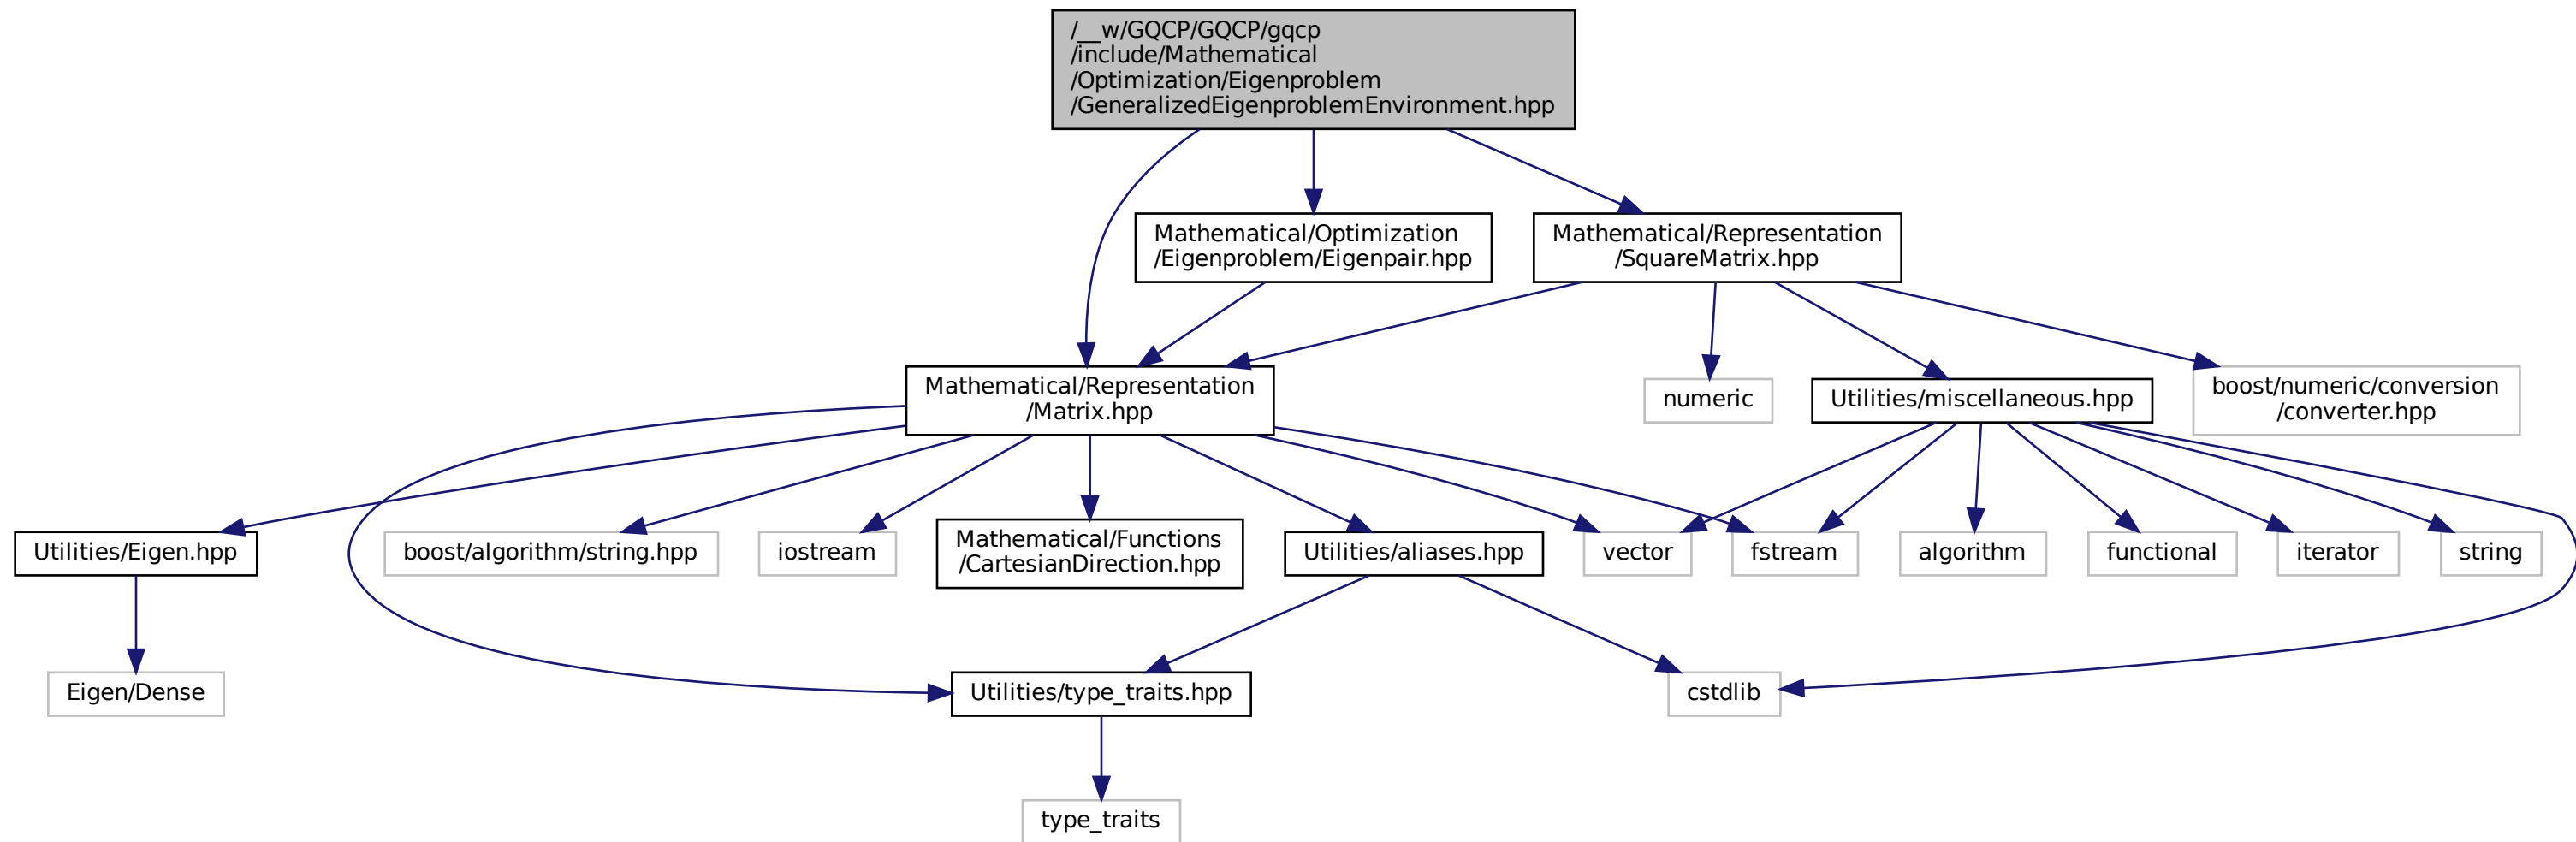 /__w/GQCP/GQCP/gqcp
/include/Mathematical
/Optimization/Eigenproblem
/GeneralizedEigenproblemEnvironment.hpp
Mathematical/Optimization
/Eigenproblem/Eigenpair.hpp
Mathematical/Representation
/SquareMatrix.hpp
Mathematical/Representation
/Matrix.hpp
numeric
Utilities/miscellaneous.hpp
boost/numeric/conversion
/converter.hpp
Utilities/Eigen.hpp
boost/algorithm/string.hpp
iostream
Mathematical/Functions
/CartesianDirection.hpp
Utilities/aliases.hpp
vector
fstream
algorithm
functional
iterator
string
Eigen/Dense
Utilities/type_traits.hpp
cstdlib
type_traits